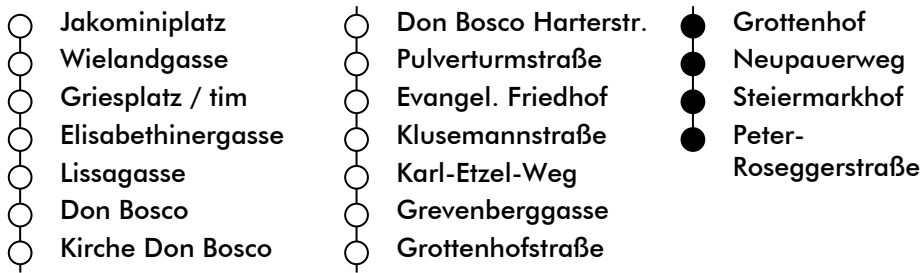 Jakominiplatz
Wielandgasse
Griesplatz / tim
Elisabethinergasse
Lissagasse
Don Bosco
Kirche Don Bosco
Don Bosco Harterstr.
Pulverturmstraße
Evangel. Friedhof
Klusemannstraße
Karl-Etzel-Weg
Grevenberggasse
Grottenhofstraße
Grottenhof
Neupauerweg
Steiermarkhof
Peter-
Roseggerstraße